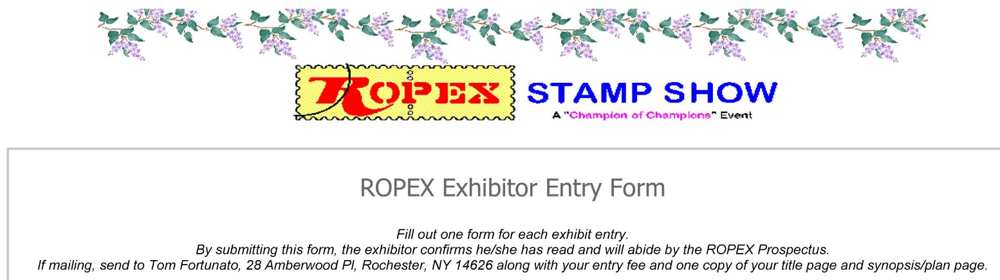 ROPEX STAMP SHOW
A "Champion of Champions" Event
ROPEX Exhibitor Entry Form
Fill out one form for each exhibit entry.
By submitting this form, the exhibitor confirms he/she has read and will abide by the ROPEX Prospectus.
If mailing, send to Tom Fortunato, 28 Amberwood Pl, Rochester, NY 14626 along with your entry fee and one copy of your title page and synopsis/plan page.